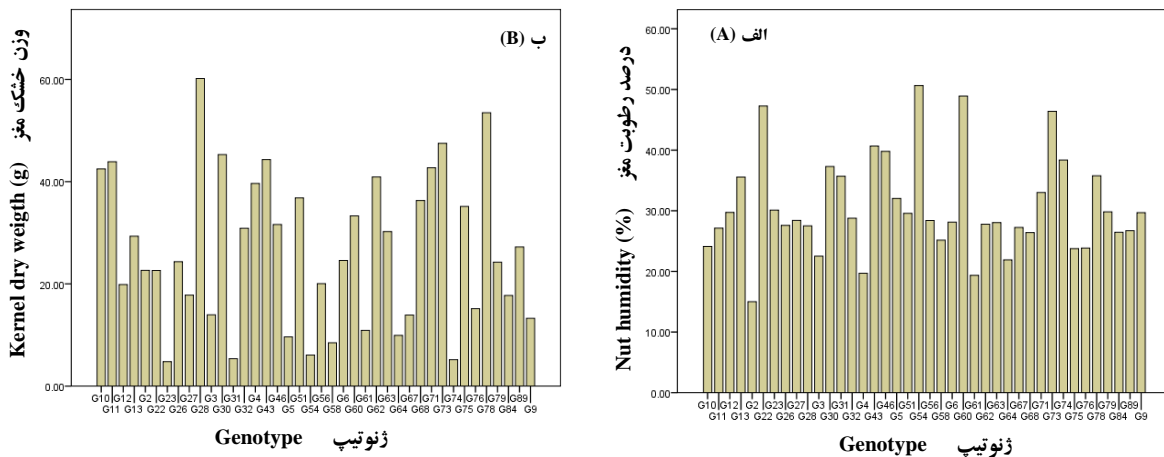 ب (B)
وزن خشک مغز Kernel dry weigth (g)
60.00
40.00
20.00
0.00
G10 G12 G2 G23 G27 G3 G31 G4 G46 G51 G56 G6 G61 G63 G67 G71 G74 G76 G79 G89
G11 G13 G22 G26 G28 G30 G32 G43 G5 G54 G58 G60 G62 G64 G68 G73 G75 G78 G84 G9
Genotype ژنوتیپ
الف (A)
درصد رطوبت مغز Nut humidity (%)
60.00
50.00
40.00
30.00
20.00
10.00
0.00
G10 G12 G2 G23 G27 G3 G31 G4 G46 G51 G56 G6 G61 G63 G67 G71 G74 G76 G79 G89
G11 G13 G22 G26 G28 G30 G32 G43 G5 G54 G58 G60 G62 G64 G68 G73 G75 G78 G84 G9
Genotype ژنوتیپ